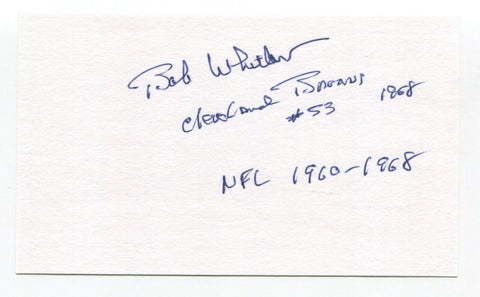 Bob Whitlow
Cleveland Browns 1968
#53
NFL 1960-1968